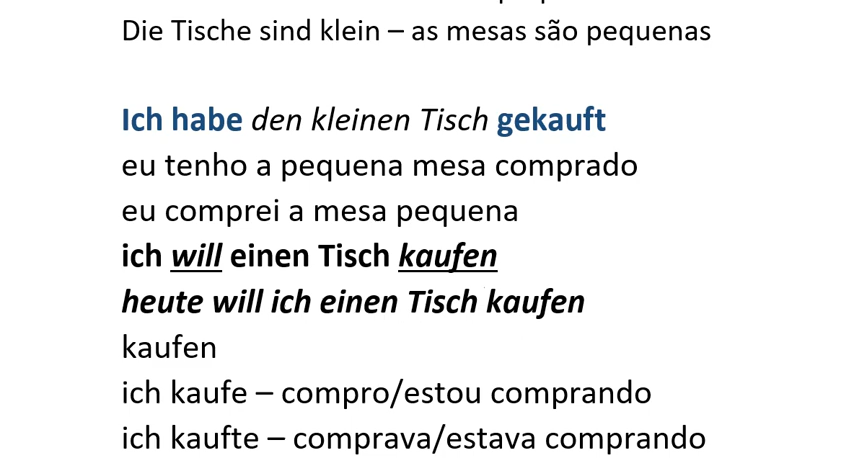 Die Tische sind klein – as mesas são pequenas
Ich habe den kleinen Tisch gekauft
eu tenho a pequena mesa comprado
eu comprei a mesa pequena
ich will einen Tisch kaufen
heute will ich einen Tisch kaufen
kaufen
ich kaufe – compro/estou comprando
ich kaufte – comprava/estava comprando